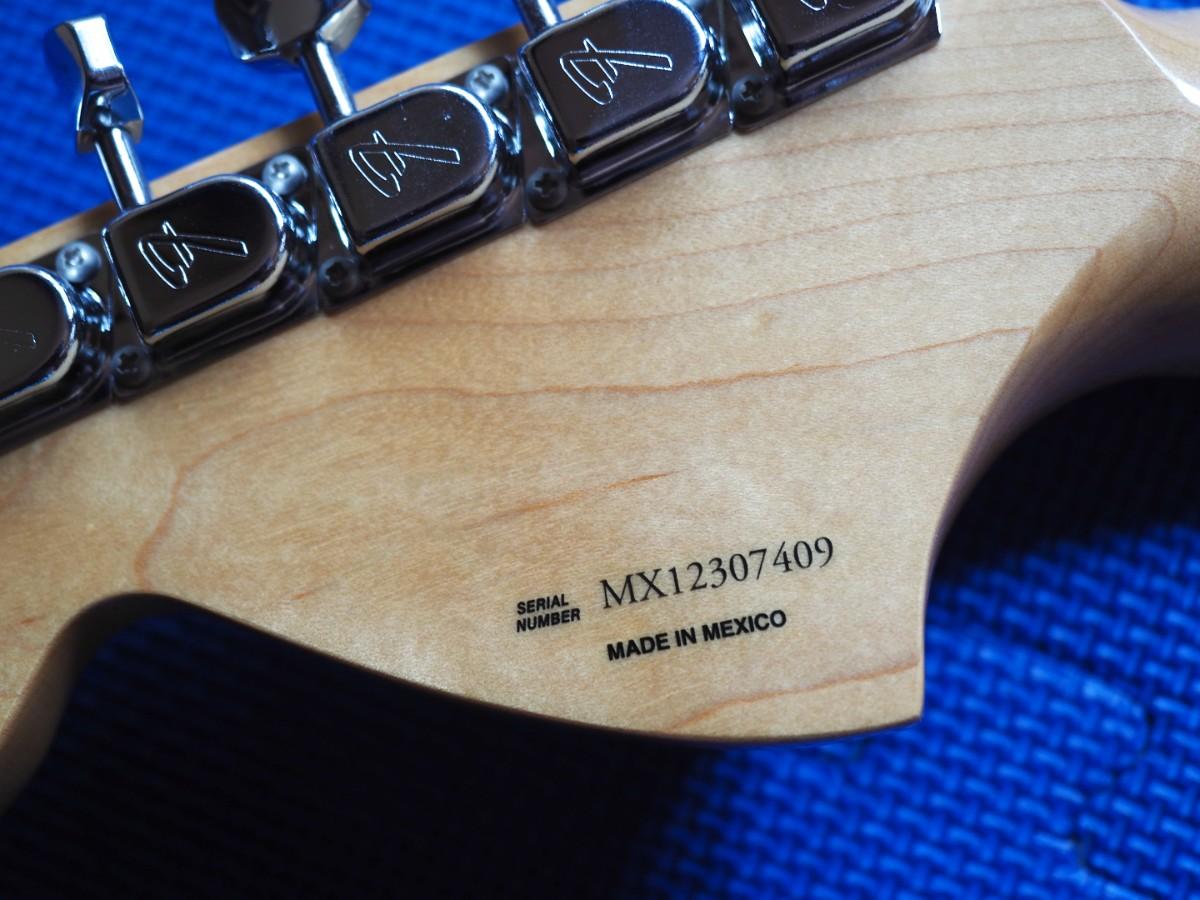 SERIAL
NUMBER
MX12307409
MADE IN MEXICO